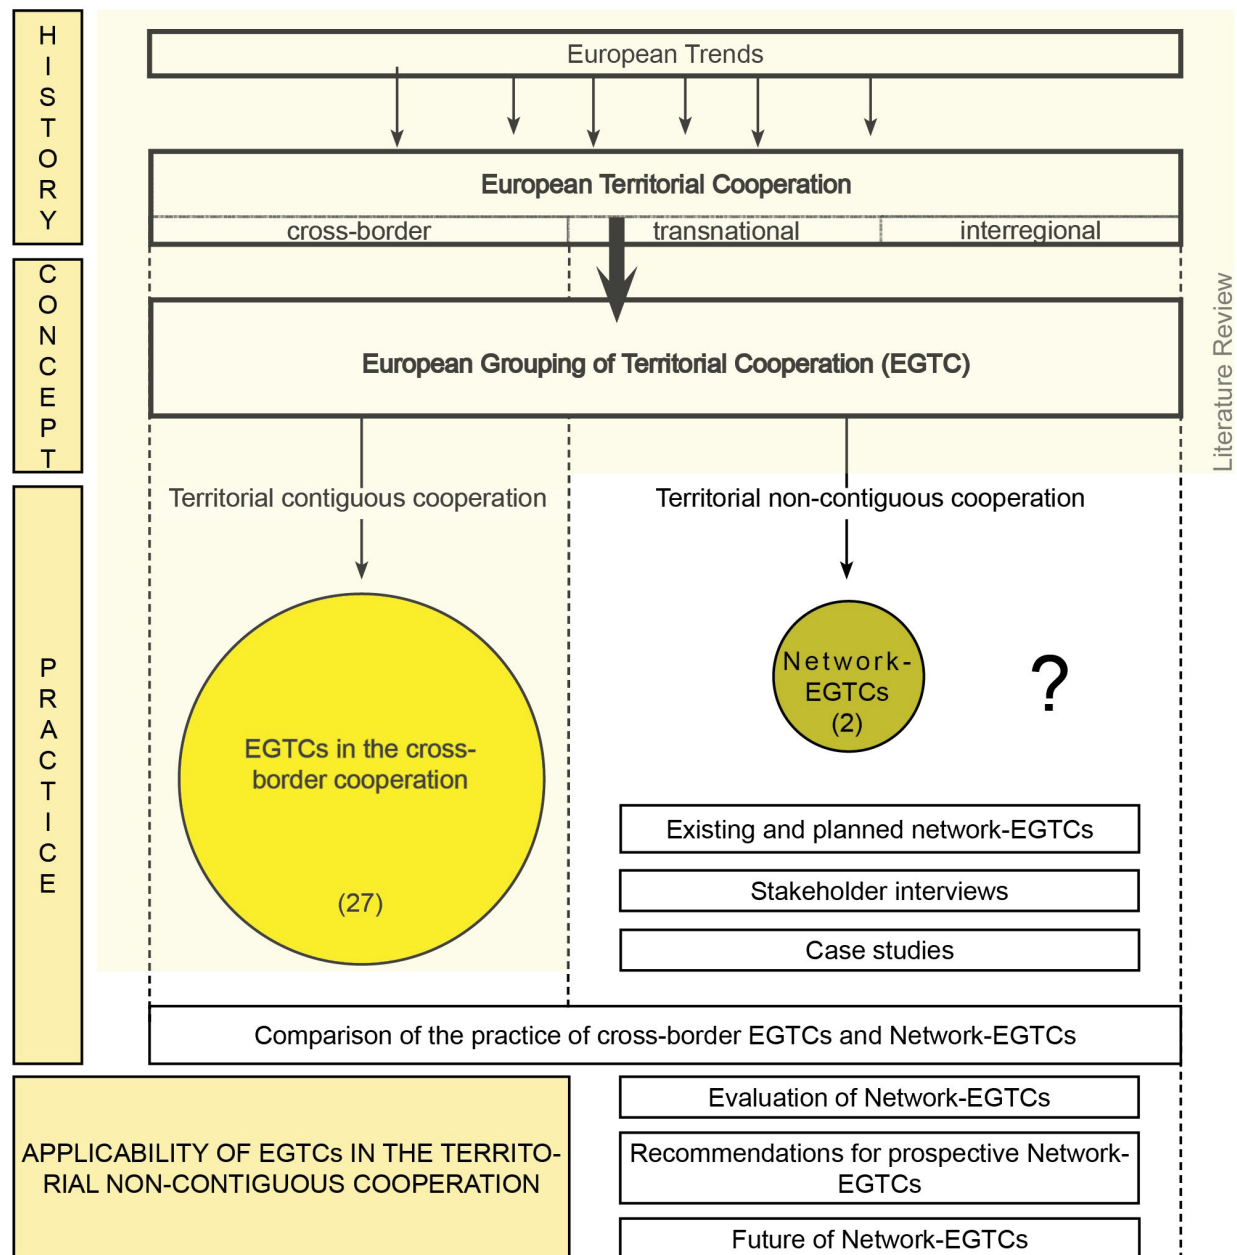 HISTORY
European Trends
European Territorial Cooperation
cross-border
transnational
interregional
CONCEPT
European Grouping of Territorial Cooperation (EGTC)
Literature Review
Territorial contiguous cooperation
Territorial non-contiguous cooperation
PRACTICE
EGTCs in the cross-
border cooperation
(27)
Network-
EGTCs
(2)
?
Existing and planned network-EGTCs
Stakeholder interviews
Case studies
Comparison of the practice of cross-border EGTCs and Network-EGTCs
APPLICABILITY OF EGTCs IN THE TERRITO-
RIAL NON-CONTIGUOUS COOPERATION
Evaluation of Network-EGTCs
Recommendations for prospective Network-
EGTCs
Future of Network-EGTCs